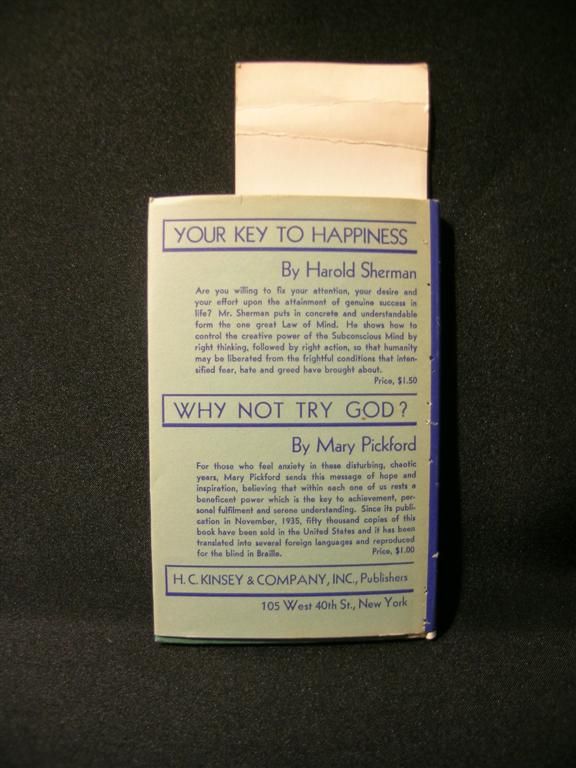 YOUR KEY TO HAPPINESS
By Harold Sherman
Are you willing to fix your attention, your desire and
your effort upon the attainment of genuine success in
life? Mr. Sherman puts in concrete and understandable
form the one great Law of Mind. He shows how to
control the creative power of the Subconscious Mind by
right thinking, followed by right action, so that humanity
may be liberated from the frightful conditions that inten-
sified fear, hate and greed have brought about.
Price, $1.50
WHY NOT TRY GOD?
By Mary Pickford
For those who feel anxiety in these disturbing, chaotic
years, Mary Pickford sends this message of hope and
inspiration, believing that within each one of us rests a
beneficent power which is the key to achievement, per-
sonal fulfilment and serene understanding. Since its publi-
cation in November, 1935, fifty thousand copies of this
book have been sold in the United States and it has been
translated into several foreign languages and reproduced
for the blind in Braille. Price, $1.00
H. C. KINSEY & COMPANY, INC., Publishers
105 West 40th St., New York